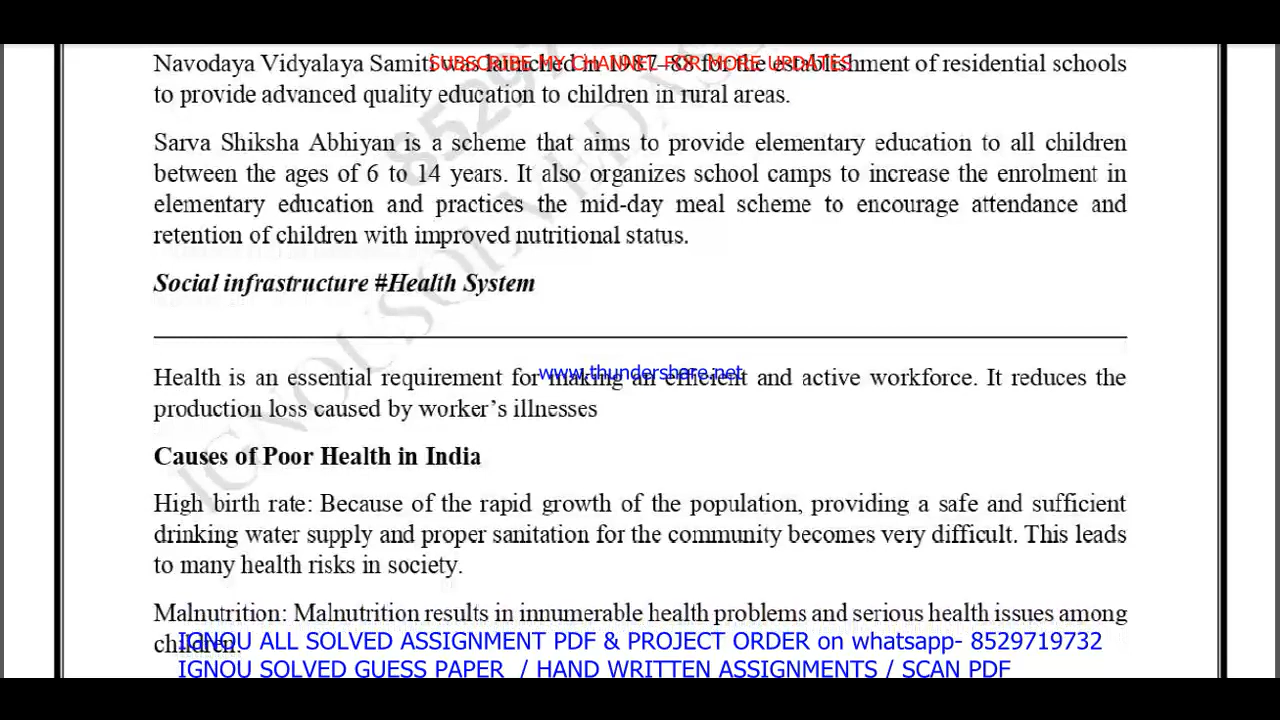 Navodaya Vidyalaya Samiti was launched in 1987–88 for the establishment of residential schools
SUBSCRIBE MY CHANNEL FOR MORE UPDATES
to provide advanced quality education to children in rural areas.
Sarva Shiksha Abhiyan is a scheme that aims to provide elementary education to all children
between the ages of 6 to 14 years. It also organizes school camps to increase the enrolment in
elementary education and practices the mid-day meal scheme to encourage attendance and
retention of children with improved nutritional status.
Social infrastructure #Health System
Health is an essential requirement for making an efficient and active workforce. It reduces the
www.thundershare.net
production loss caused by worker’s illnesses
Causes of Poor Health in India
High birth rate: Because of the rapid growth of the population, providing a safe and sufficient
drinking water supply and proper sanitation for the community becomes very difficult. This leads
to many health risks in society.
Malnutrition: Malnutrition results in innumerable health problems and serious health issues among
children.
IGNOU ALL SOLVED ASSIGNMENT PDF & PROJECT ORDER on whatsapp- 8529719732
IGNOU SOLVED GUESS PAPER / HAND WRITTEN ASSIGNMENTS / SCAN PDF